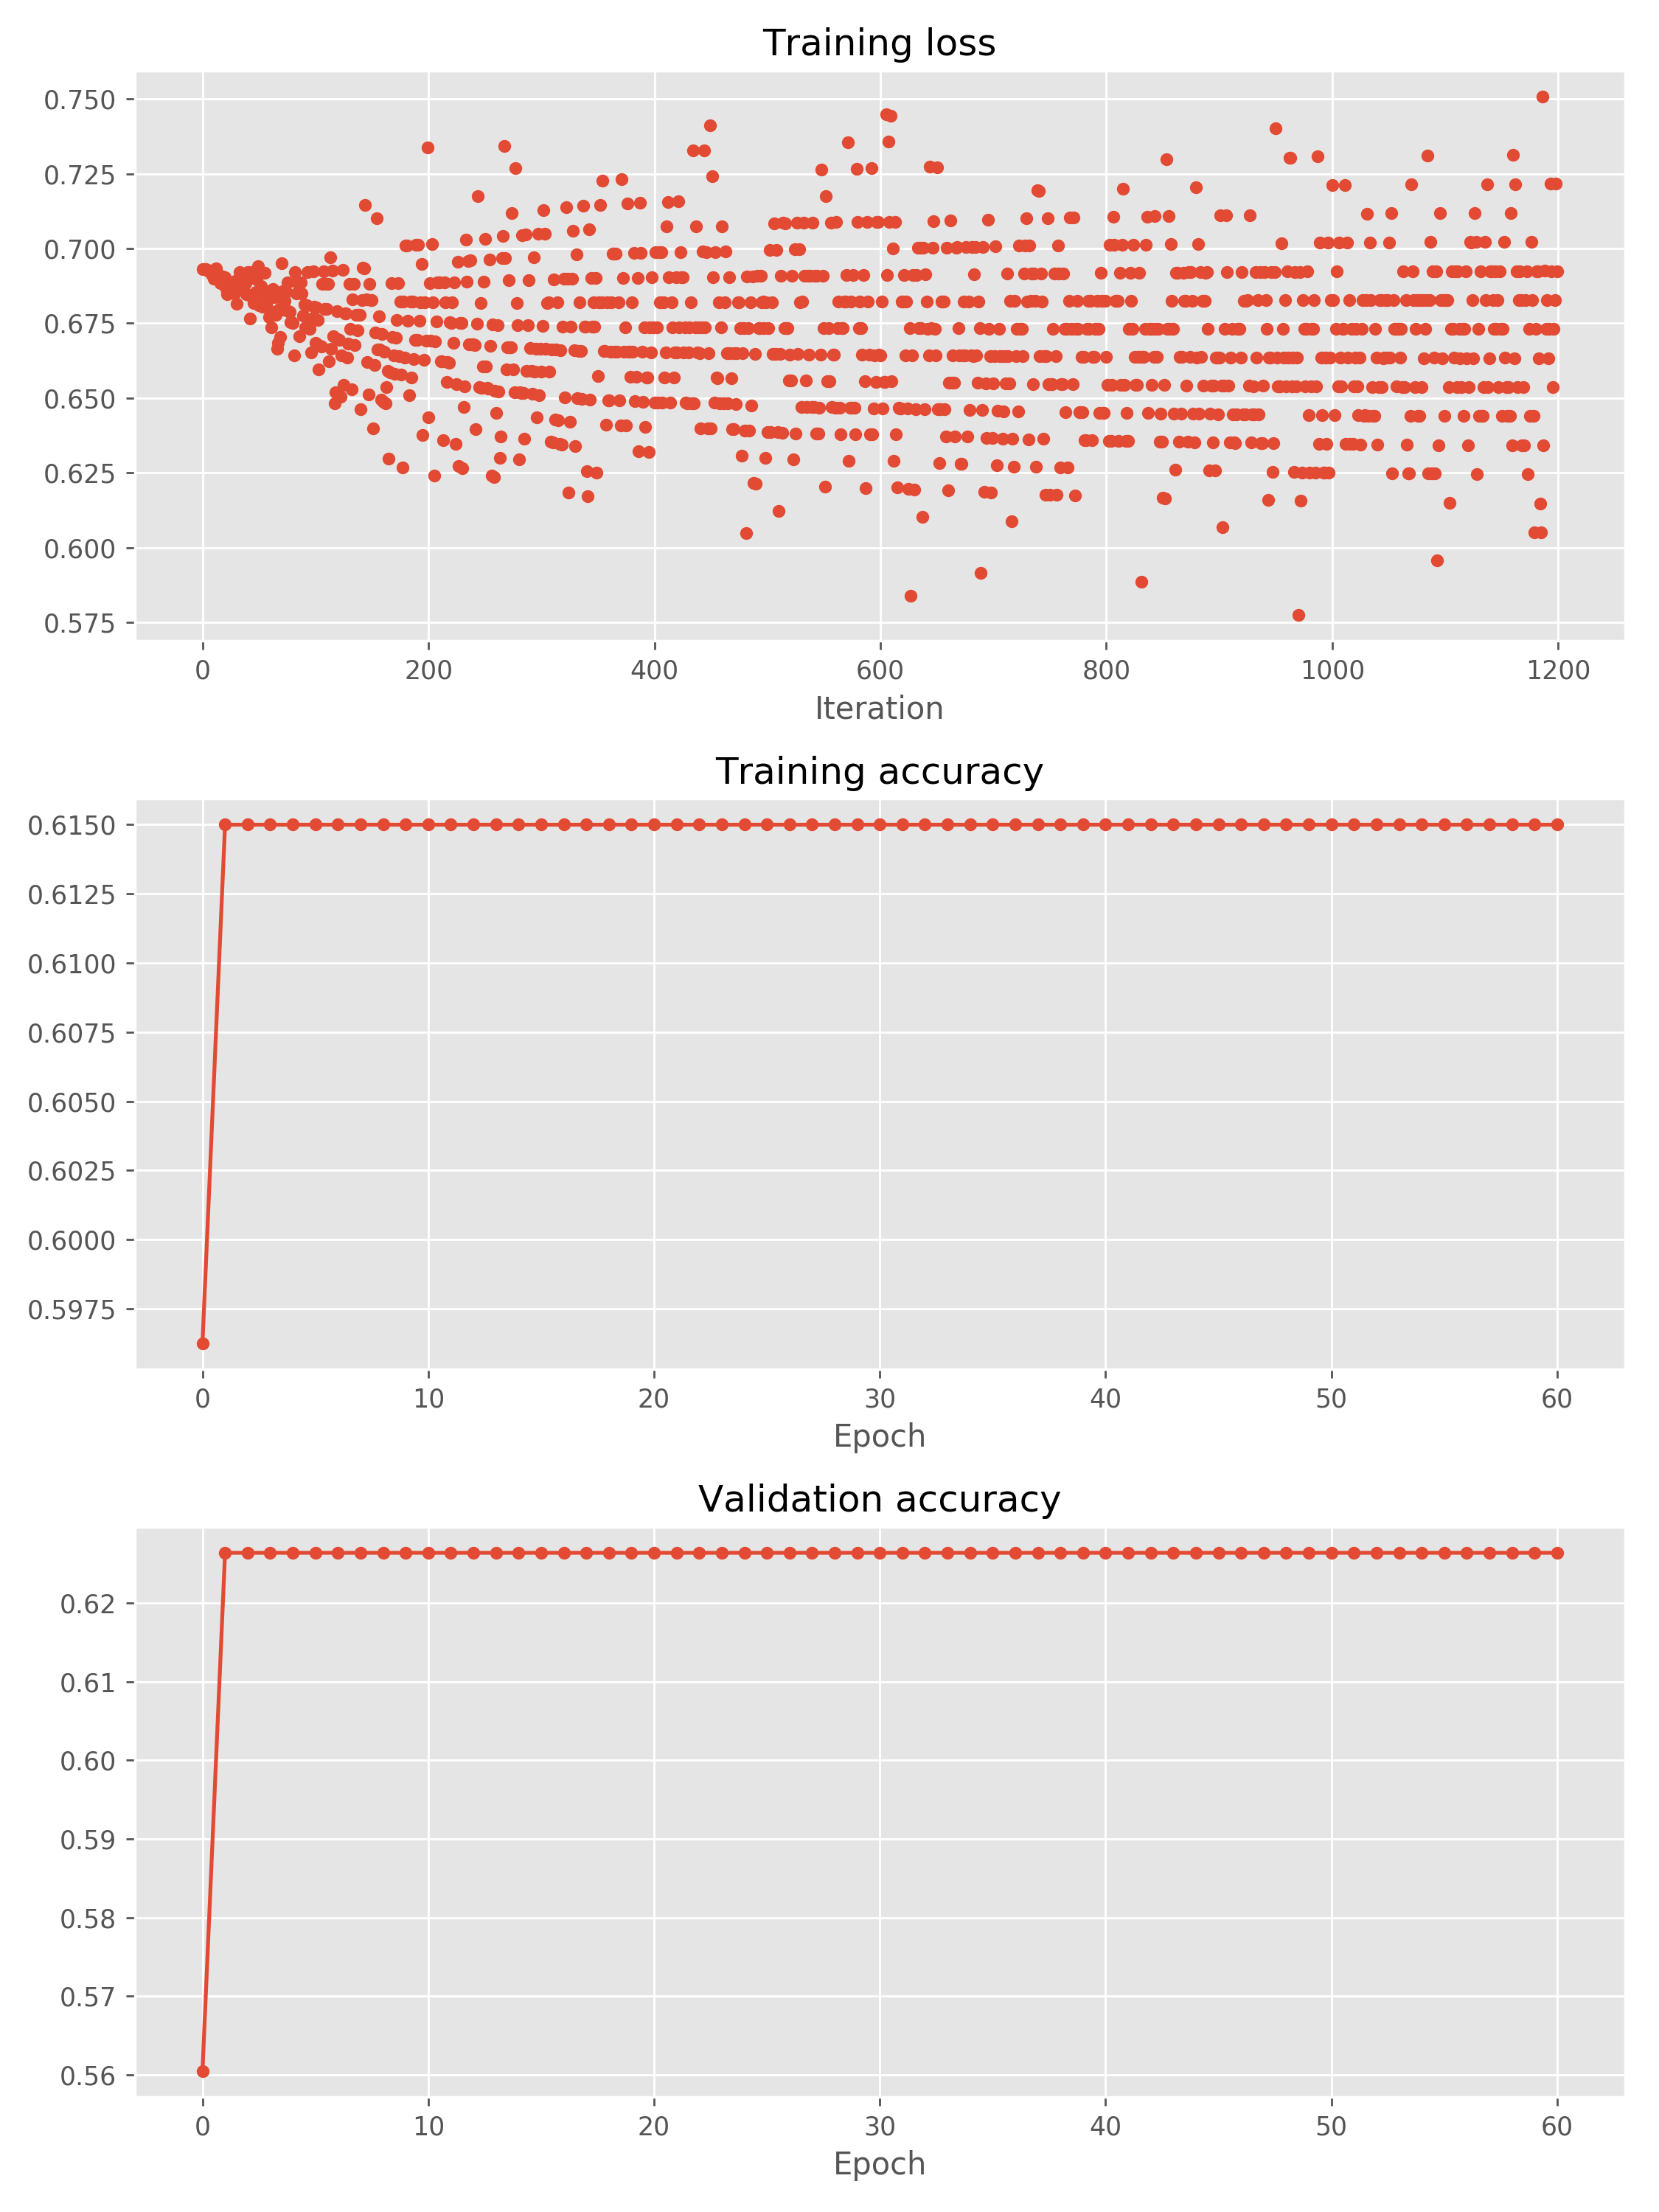 Training loss
0.750
0.725
0.700
0.675
0.650
0.625
0.600
0.575
0 200 400 600 800 1000 1200
Iteration
Training accuracy
0.6150
0.6125
0.6100
0.6075
0.6050
0.6025
0.6000
0.5975
0 10 20 30 40 50 60
Epoch
Validation accuracy
0.62
0.61
0.60
0.59
0.58
0.57
0.56
0 10 20 30 40 50 60
Epoch